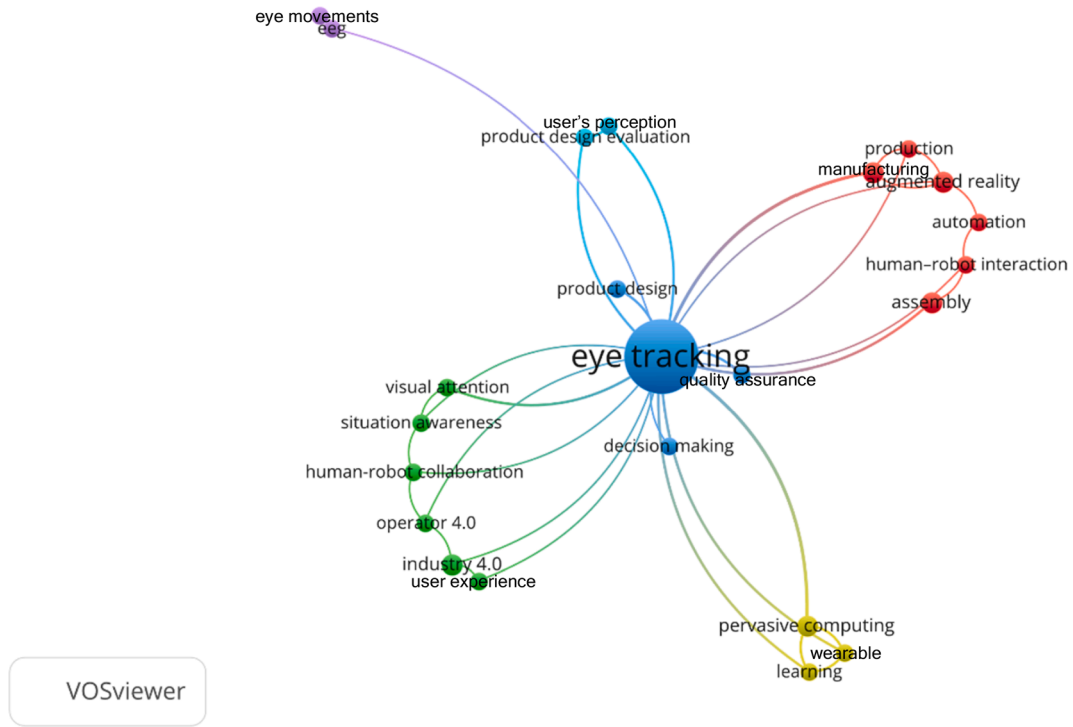 eye movements
eeg
user's perception
product design evaluation
production
manufacturing
augmented reality
automation
human–robot interaction
product design
assembly
eye tracking
quality assurance
visual attention
situation awareness
decision making
human-robot collaboration
operator 4.0
industry 4.0
user experience
pervasive computing
wearable
learning
VOSviewer